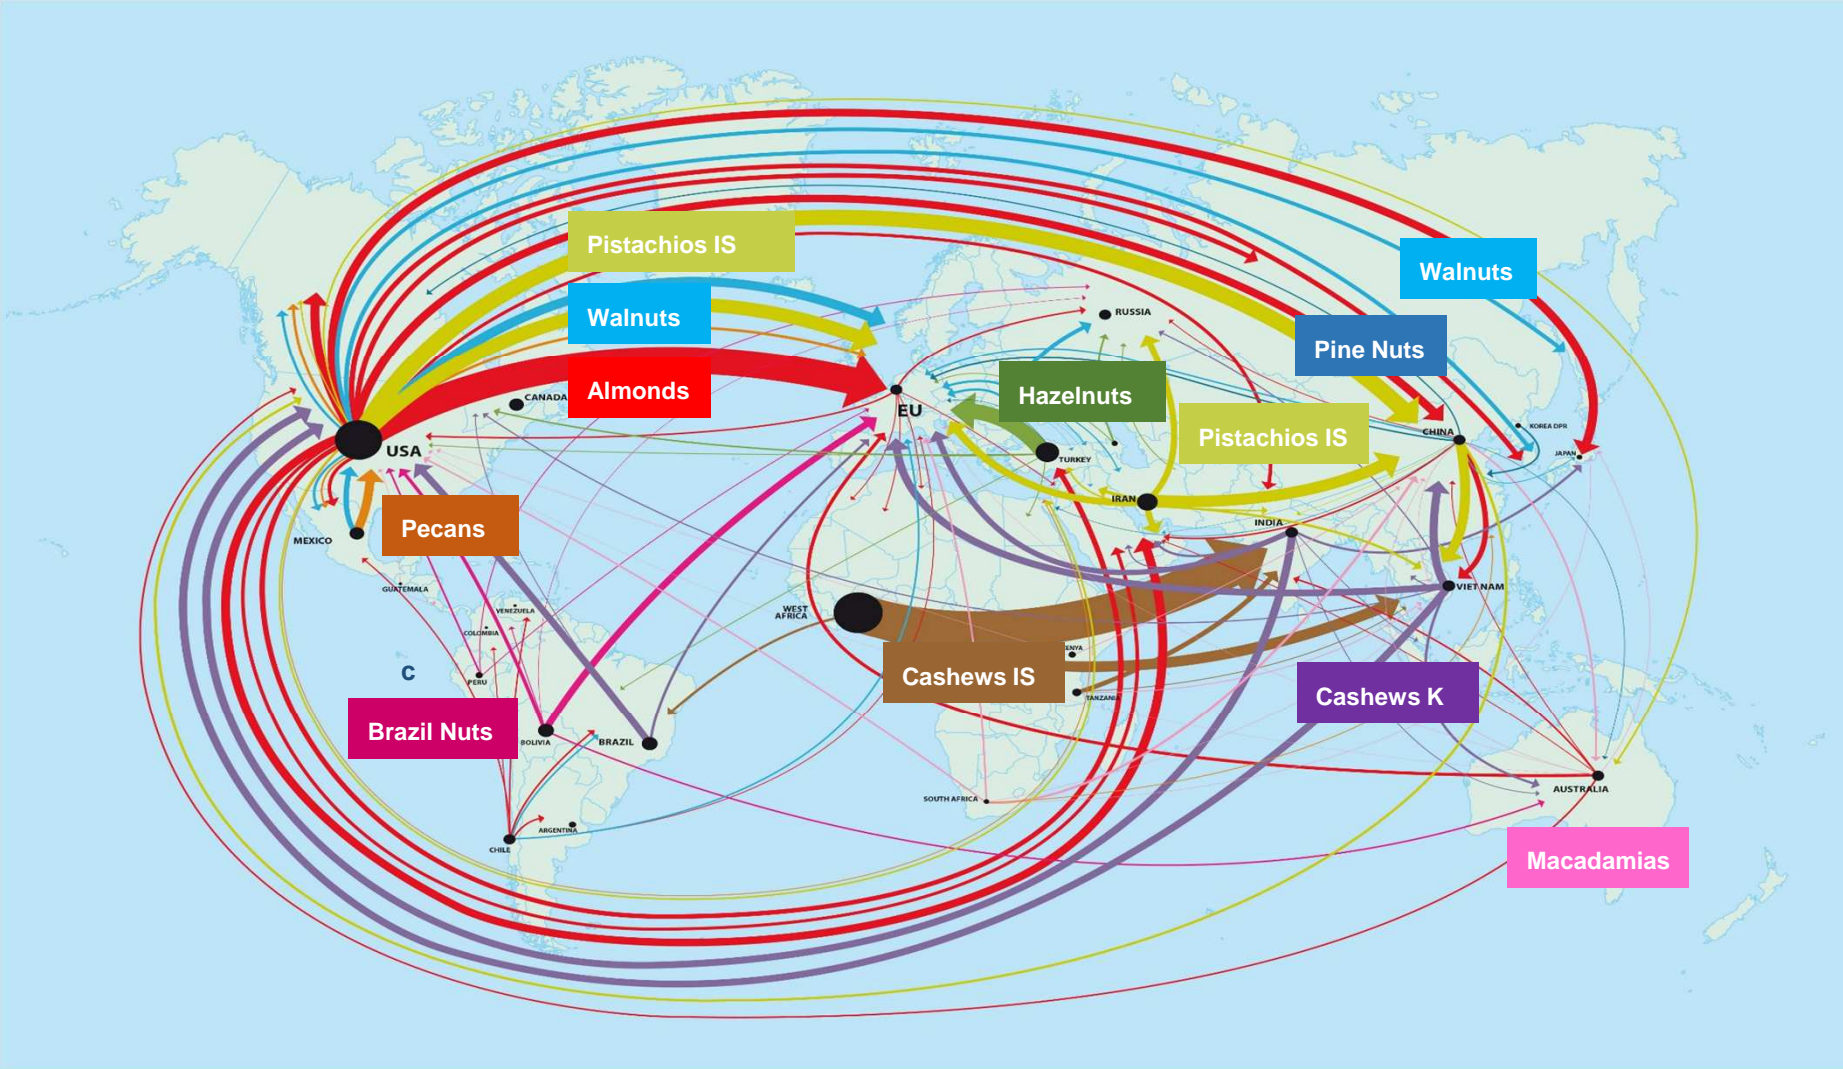 Pistachios IS
Walnuts
Walnuts
RUSSIA
Pine Nuts
Almonds
CANADA
Hazelnuts
EU
Pistachios IS
CHINA
KOREA DPR
USA
TURKEY
JAPAN
IRAN
Pecans
INDIA
MEXICO
GUATEMALA
VIET NAM
VENEZUELA
WEST
AFRICA
COLOMBIA
C
PERU
Cashews IS
ENYA
TANZANIA
Cashews K
Brazil Nuts
BOLIVIA
BRAZIL
SOUTH AFRICA
AUSTRALIA
ARGENTINA
CHILE
Macadamias